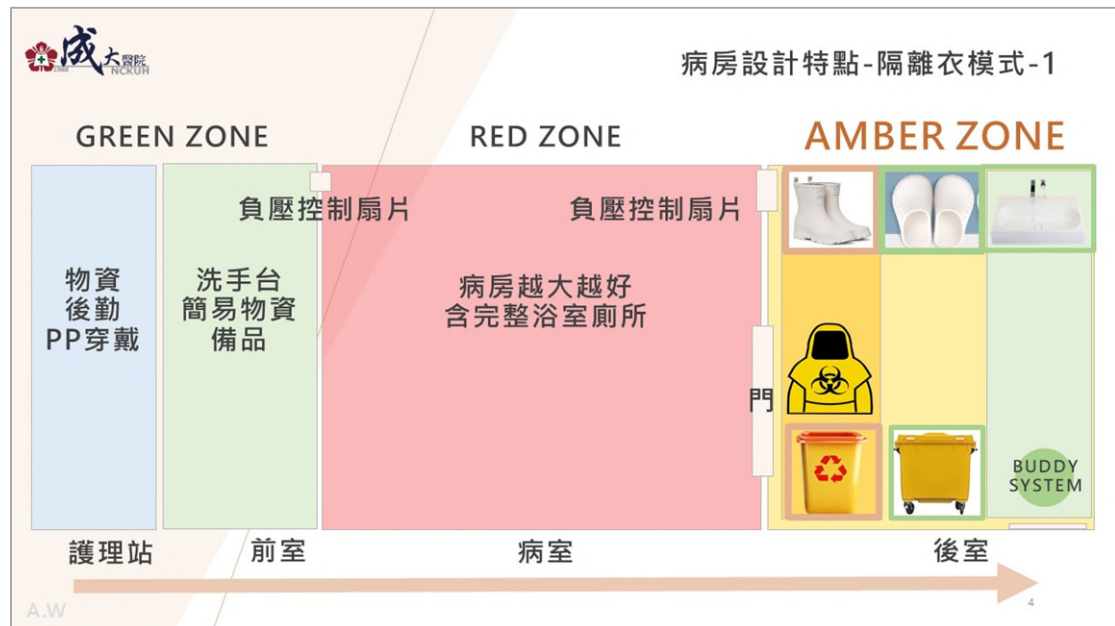 成大醫院
1988 NCKUH
病房設計特點-隔離衣模式-1
GREEN ZONE
RED ZONE
AMBER ZONE
負壓控制扇片
負壓控制扇片
物資
後勤
PP穿戴
洗手台
簡易物資
備品
病房越大越好
含完整浴室廁所
門
BUDDY
SYSTEM
護理站
前室
病室
後室
A.W
4